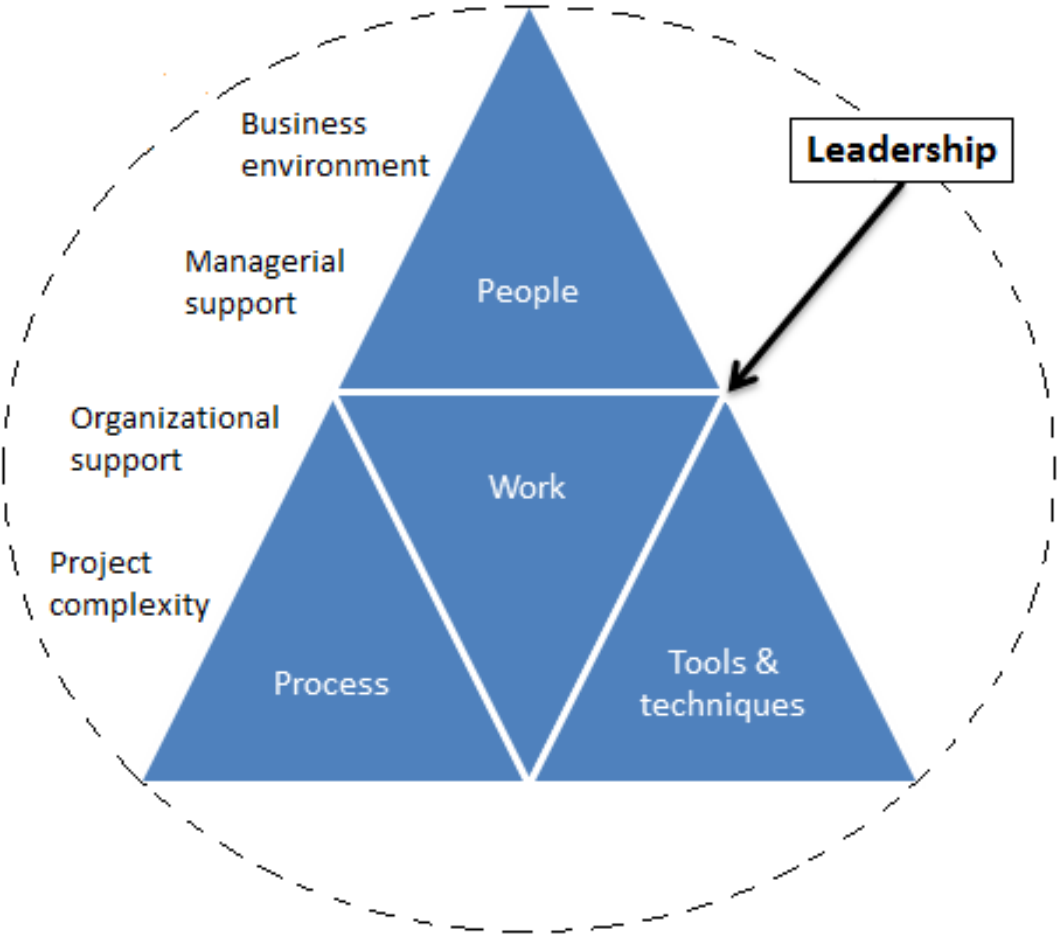 Business
environment
Leadership
Managerial
support
People
Organizational
support
Work
Project
complexity
Process
Tools &
techniques